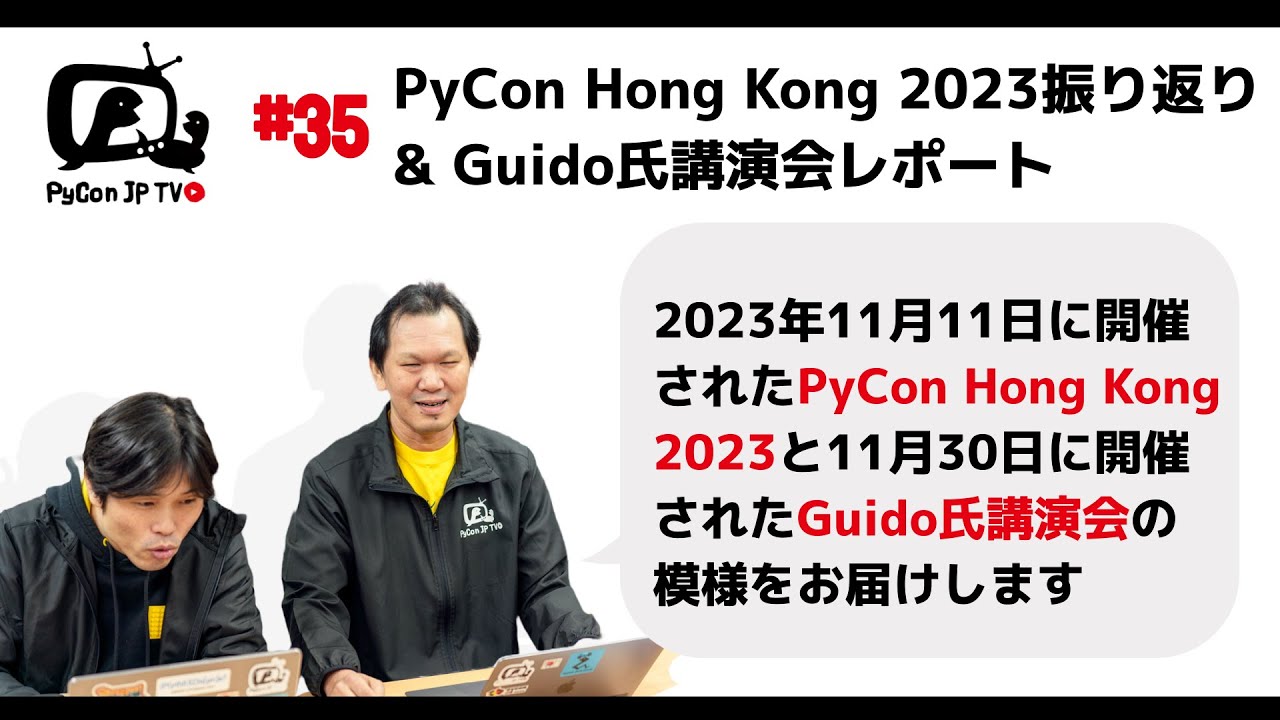 PyCon JP TV
#35
PyCon Hong Kong 2023振り返り
& Guido氏講演会レポート
2023年11月11日に開催
されたPyCon Hong Kong
2023と11月30日に開催
されたGuido氏講演会の
模様をお届けします
PyCon JP TV